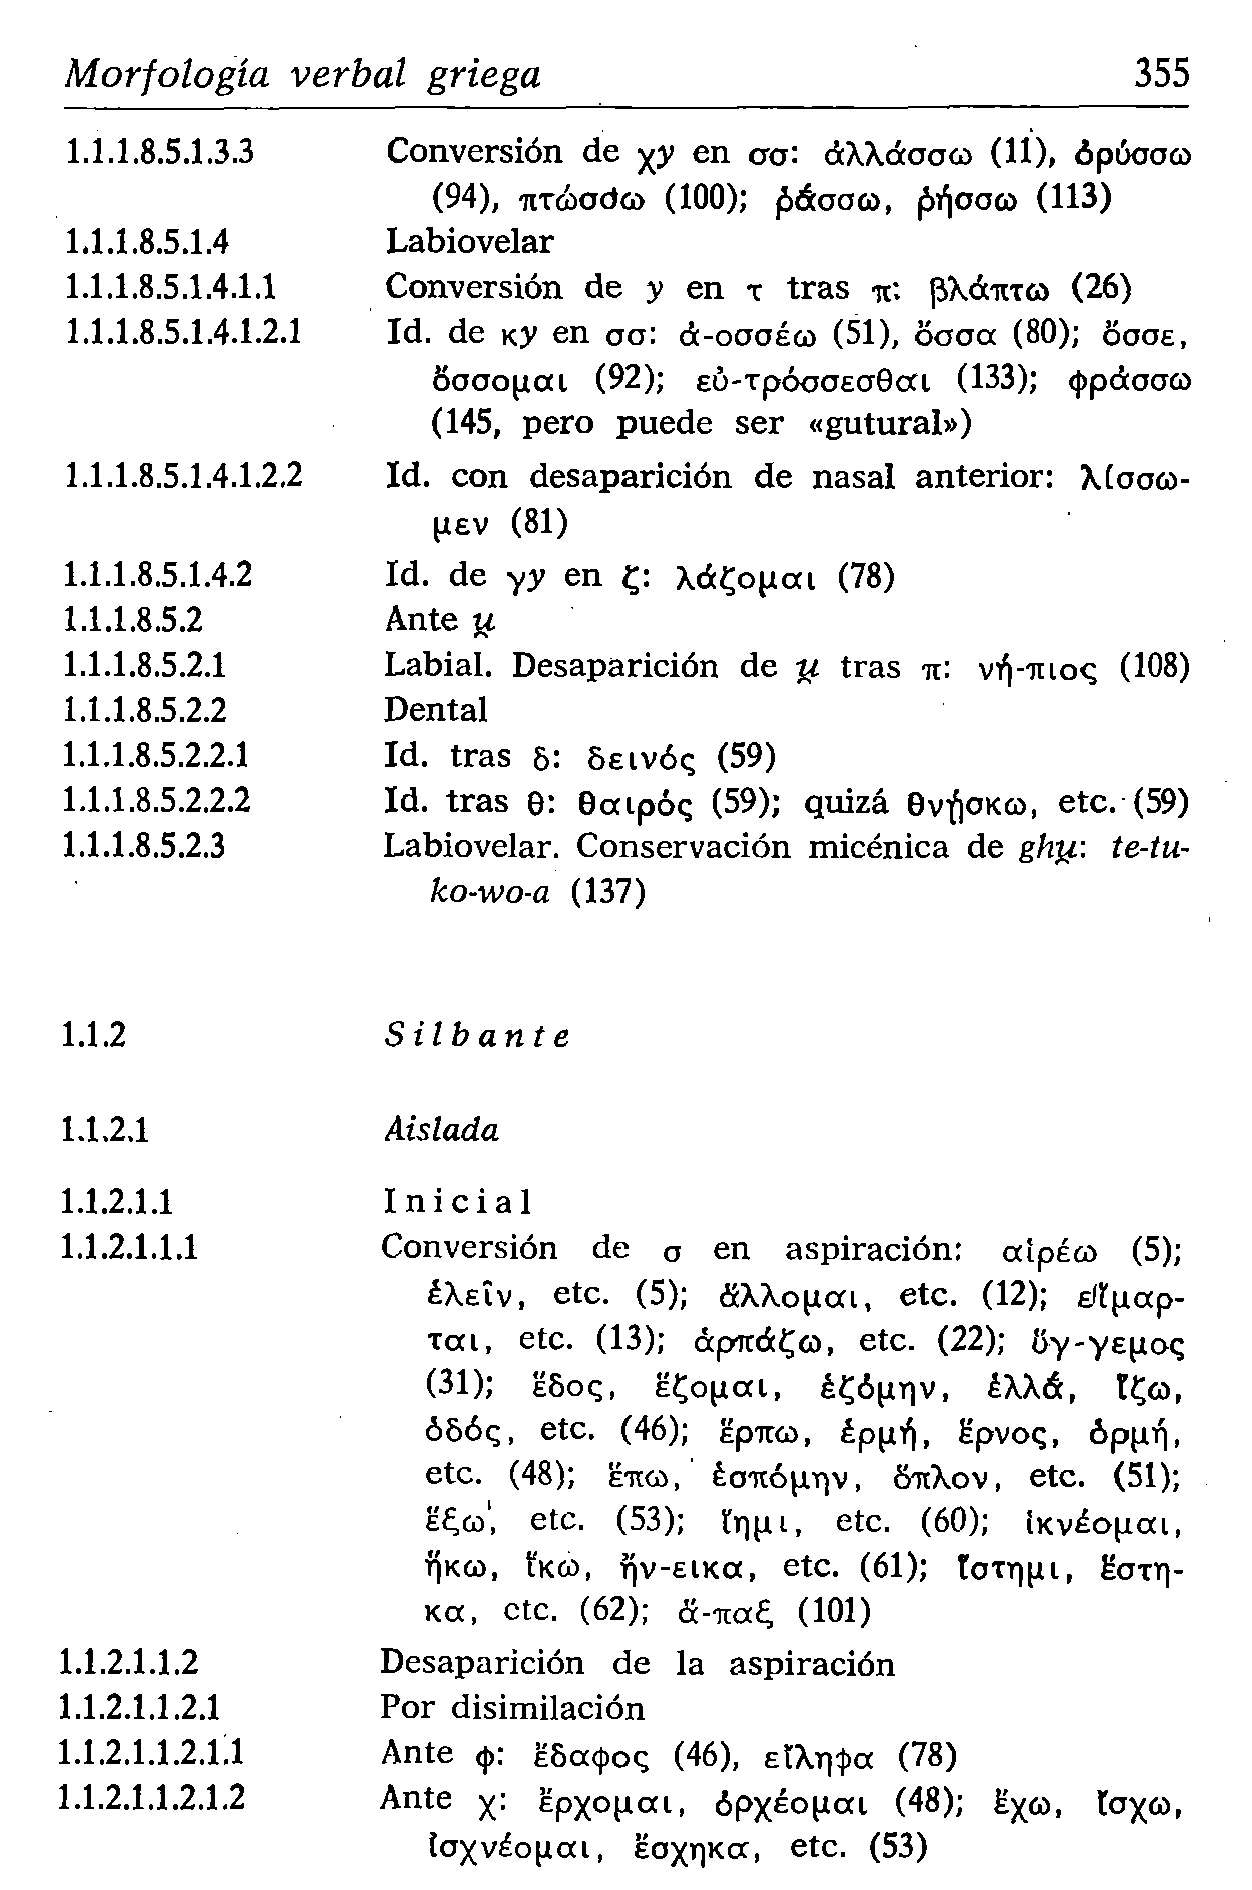 Morfología verbal griega 355
1.1.1.8.5.1.3.3 Conversión de χy en σσ: ἀλλάσσω (11), ὀρύσσω
(94), πτώσσω (100); ῥάσσω, ῥήσσω (113)
1.1.1.8.5.1.4 Labiovelar
1.1.1.8.5.1.4.1.1 Conversión de y en τ tras π: βλάπτω (26)
1.1.1.8.5.1.4.1.2.1 Id. de κy en σσ: ἀ-οσσέω (51), ὄσσα (80); ὄσσε,
ὄσσομαι (92); εὐ-τρόσσεσθαι (133); φράσσω
(145, pero puede ser «gutural»)
1.1.1.8.5.1.4.1.2.2 Id. con desaparición de nasal anterior: λίσσω-
μεν (81)
1.1.1.8.5.1.4.2 Id. de γy en ζ: λάζομαι (78)
1.1.1.8.5.2 Ante u̯
1.1.1.8.5.2.1 Labial. Desaparición de u̯ tras π: νή-πιος (108)
1.1.1.8.5.2.2 Dental
1.1.1.8.5.2.2.1 Id. tras δ: δεινός (59)
1.1.1.8.5.2.2.2 Id. tras θ: θαιρός (59); quizá θνῄσκω, etc. (59)
1.1.1.8.5.2.3 Labiovelar. Conservación micénica de ghu̯: te-tu-
ko-wo-a (137)
1.1.2 Silbante
1.1.2.1 Aislada
1.1.2.1.1 Inicial
1.1.2.1.1.1 Conversión de σ en aspiración: αἱρέω (5);
ἑλεῖν, etc. (5); ἅλλομαι, etc. (12); εἵμαρ-
ται, etc. (13); ἁρπάζω, etc. (22); ὕγ-γεμος
(31); ἕδος, ἕζομαι, ἑζόμην, ἑλλά, ἵζω,
ὁδός, etc. (46); ἕρπω, ἑρμή, ἕρνος, ὁρμή,
etc. (48); ἕπω, ἑσπόμην, ὅπλον, etc. (51);
ἕξω, etc. (53); ἵημι, etc. (60); ἱκνέομαι,
ἥκω, ἵκω, ἥν-εικα, etc. (61); ἵστημι, ἕστη-
κα, etc. (62); ἅ-παξ (101)
1.1.2.1.1.2 Desaparición de la aspiración
1.1.2.1.1.2.1 Por disimilación
1.1.2.1.1.2.1.1 Ante φ: ἔδαφος (46), εἴληφα (78)
1.1.2.1.1.2.1.2 Ante χ: ἔρχομαι, ὀρχέομαι (48); ἔχω, ἴσχω,
ἰσχνέομαι, ἔσχηκα, etc. (53)